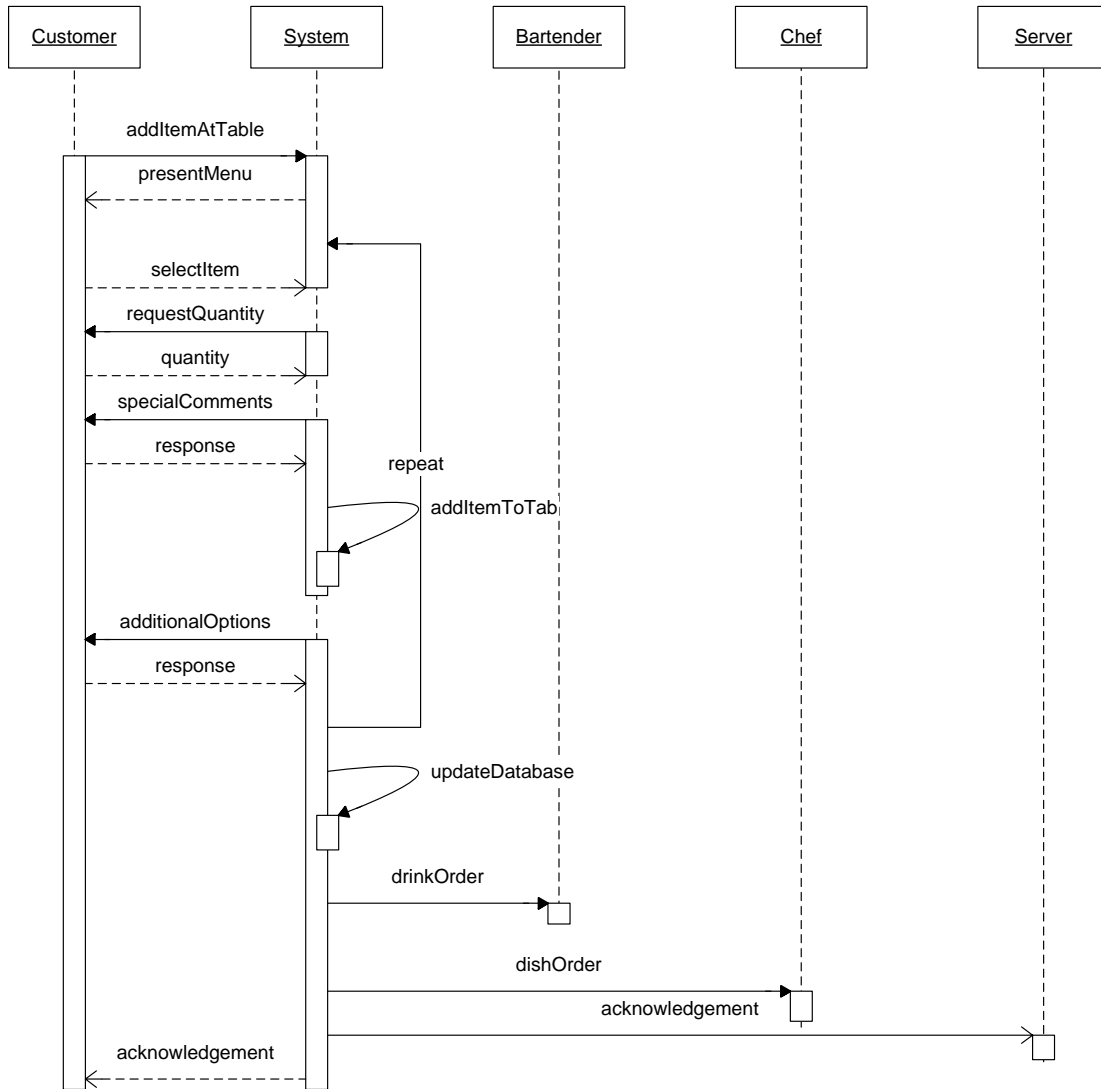 Customer
System
Bartender
Chef
Server
addItemAtTable
presentMenu
selectItem
requestQuantity
quantity
specialComments
response
repeat
addItemToTab
additionalOptions
response
updateDatabase
drinkOrder
dishOrder
acknowledgement
acknowledgement